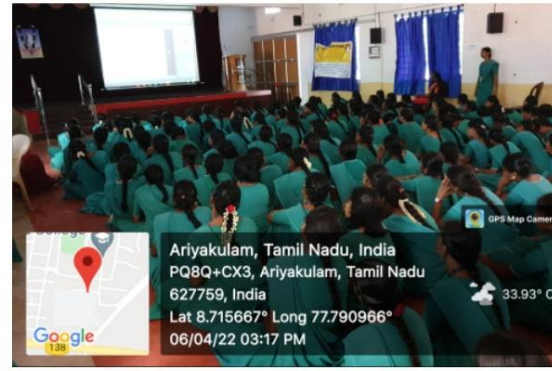 GPS Map Camera
Ariyakulam, Tamil Nadu, India
PQ8Q+CX3, Ariyakulam, Tamil Nadu
627759, India
Lat 8.715667° Long 77.790966°
06/04/22 03:17 PM
33.93° C
Google
138